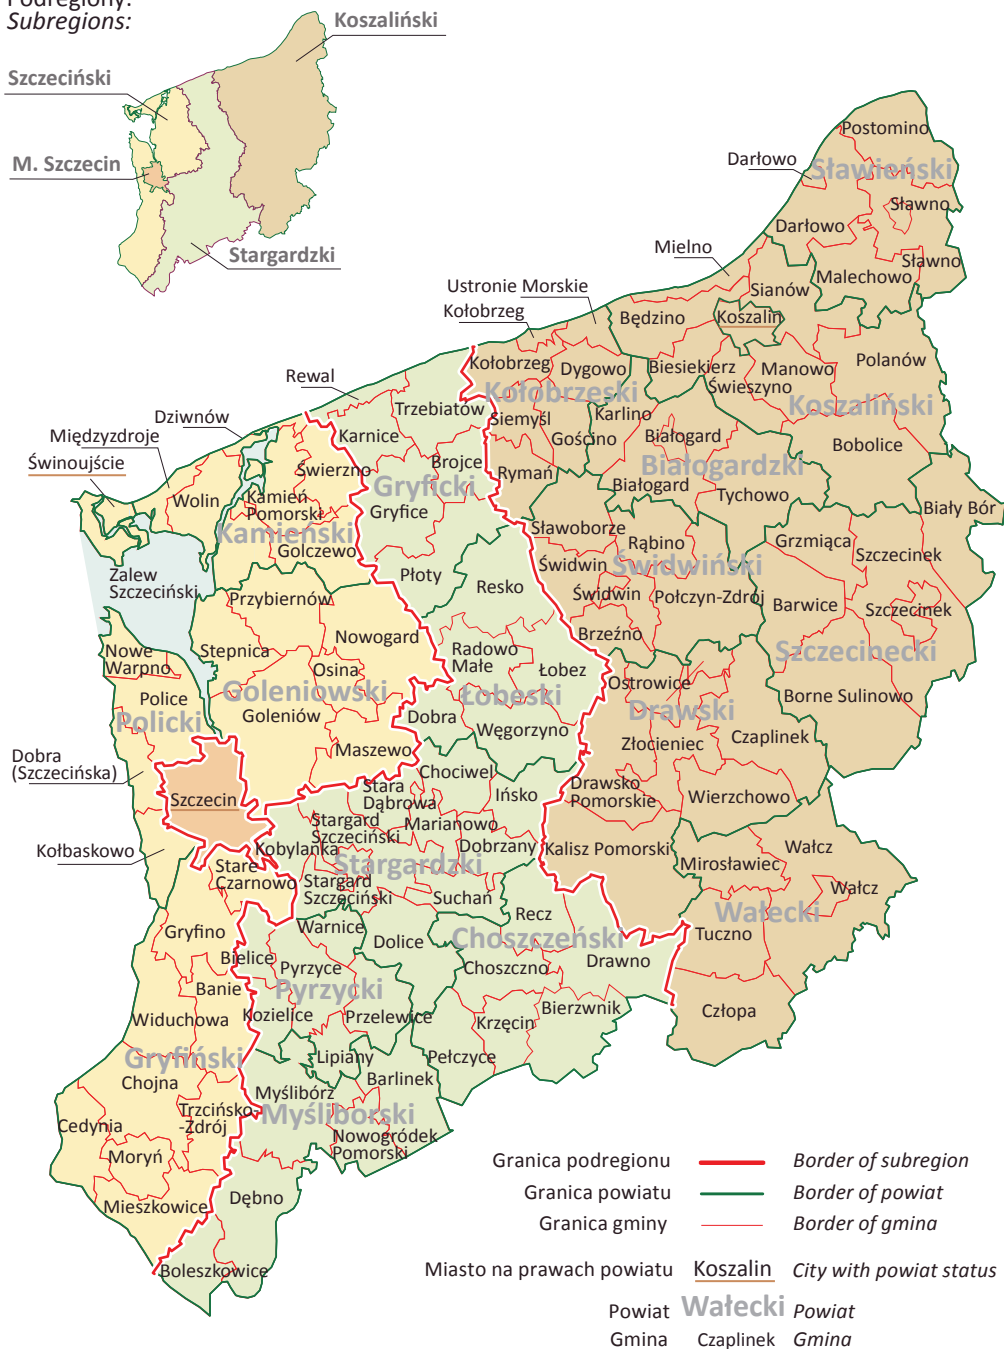 Podregiony:
Subregions:
Koszaliński
Szczeciński
M. Szczecin
Stargardzki
Postomino
Darłowo
Sławieński
Sławno
Darłowo
Mielno
Sławno
Malechowo
Sianów
Ustronie Morskie
Kołobrzeg
Będzino
Koszalin
Polanów
Manowo
Rewal
Kołobrzeg
Dygowo
Biesiekierz
Świeszyno
Kołobrzeski
Koszaliński
Dziwnów
Trzebiatów
Siemyśl
Karlino
Międzyzdroje
Karnice
Gościno
Białogard
Bobolice
Świnoujście
Świerzno
Brojce
Rymań
Białogardzki
Wolin
Kamień
Pomorski
Gryficki
Gryfice
Białogard
Tychowo
Biały Bór
Kamieński
Golczewo
Sławoborze
Rąbino
Grzmiąca
Szczecinek
Zalew
Szczeciński
Płoty
Resko
Świdwin
Świdwiński
Przybiernów
Świdwin
Połczyn-Zdrój
Barwice
Szczecinek
Nowogard
Brzeźno
Nowe
Warpno
Stepnica
Osina
Radowo
Małe
Łobez
Szczecinecki
Police
Goleniowski
Łobeski
Ostrowice
Borne Sulinowo
Policki
Goleniów
Dobra
Węgorzyno
Drawski
Maszewo
Złocieniec
Czaplinek
Dobra
(Szczecińska)
Chociwel
Szczecin
Stara
Dąbrowa
Ińsko
Drawsko
Pomorskie
Wierzchowo
Stargard
Szczeciński
Marianowo
Kołbaskowo
Kobylanka
Dobrzany
Kalisz Pomorski
Wałcz
Stare
Czarnowo
Stargardzki
Mirosławiec
Stargard
Szczeciński
Suchań
Wałcz
Recz
Wałecki
Gryfino
Warnice
Dolice
Choszczeński
Tuczno
Bielice
Pyrzyce
Choszczno
Drawno
Banie
Pyrzycki
Widuchowa
Kozielice
Przelewice
Krzęcin
Bierzwnik
Człopa
Gryfiński
Lipiany
Pełczyce
Chojna
Myślibórz
Barlinek
Cedynia
Trzcińsko-
-Zdrój
Myśliborski
Moryń
Nowogródek
Pomorski
Mieszkowice
Dębno
Boleszkowice
Granica podregionu Border of subregion
Granica powiatu Border of powiat
Granica gminy Border of gmina
Miasto na prawach powiatu Koszalin City with powiat status
Powiat Wałecki Powiat
Gmina Czaplinek Gmina